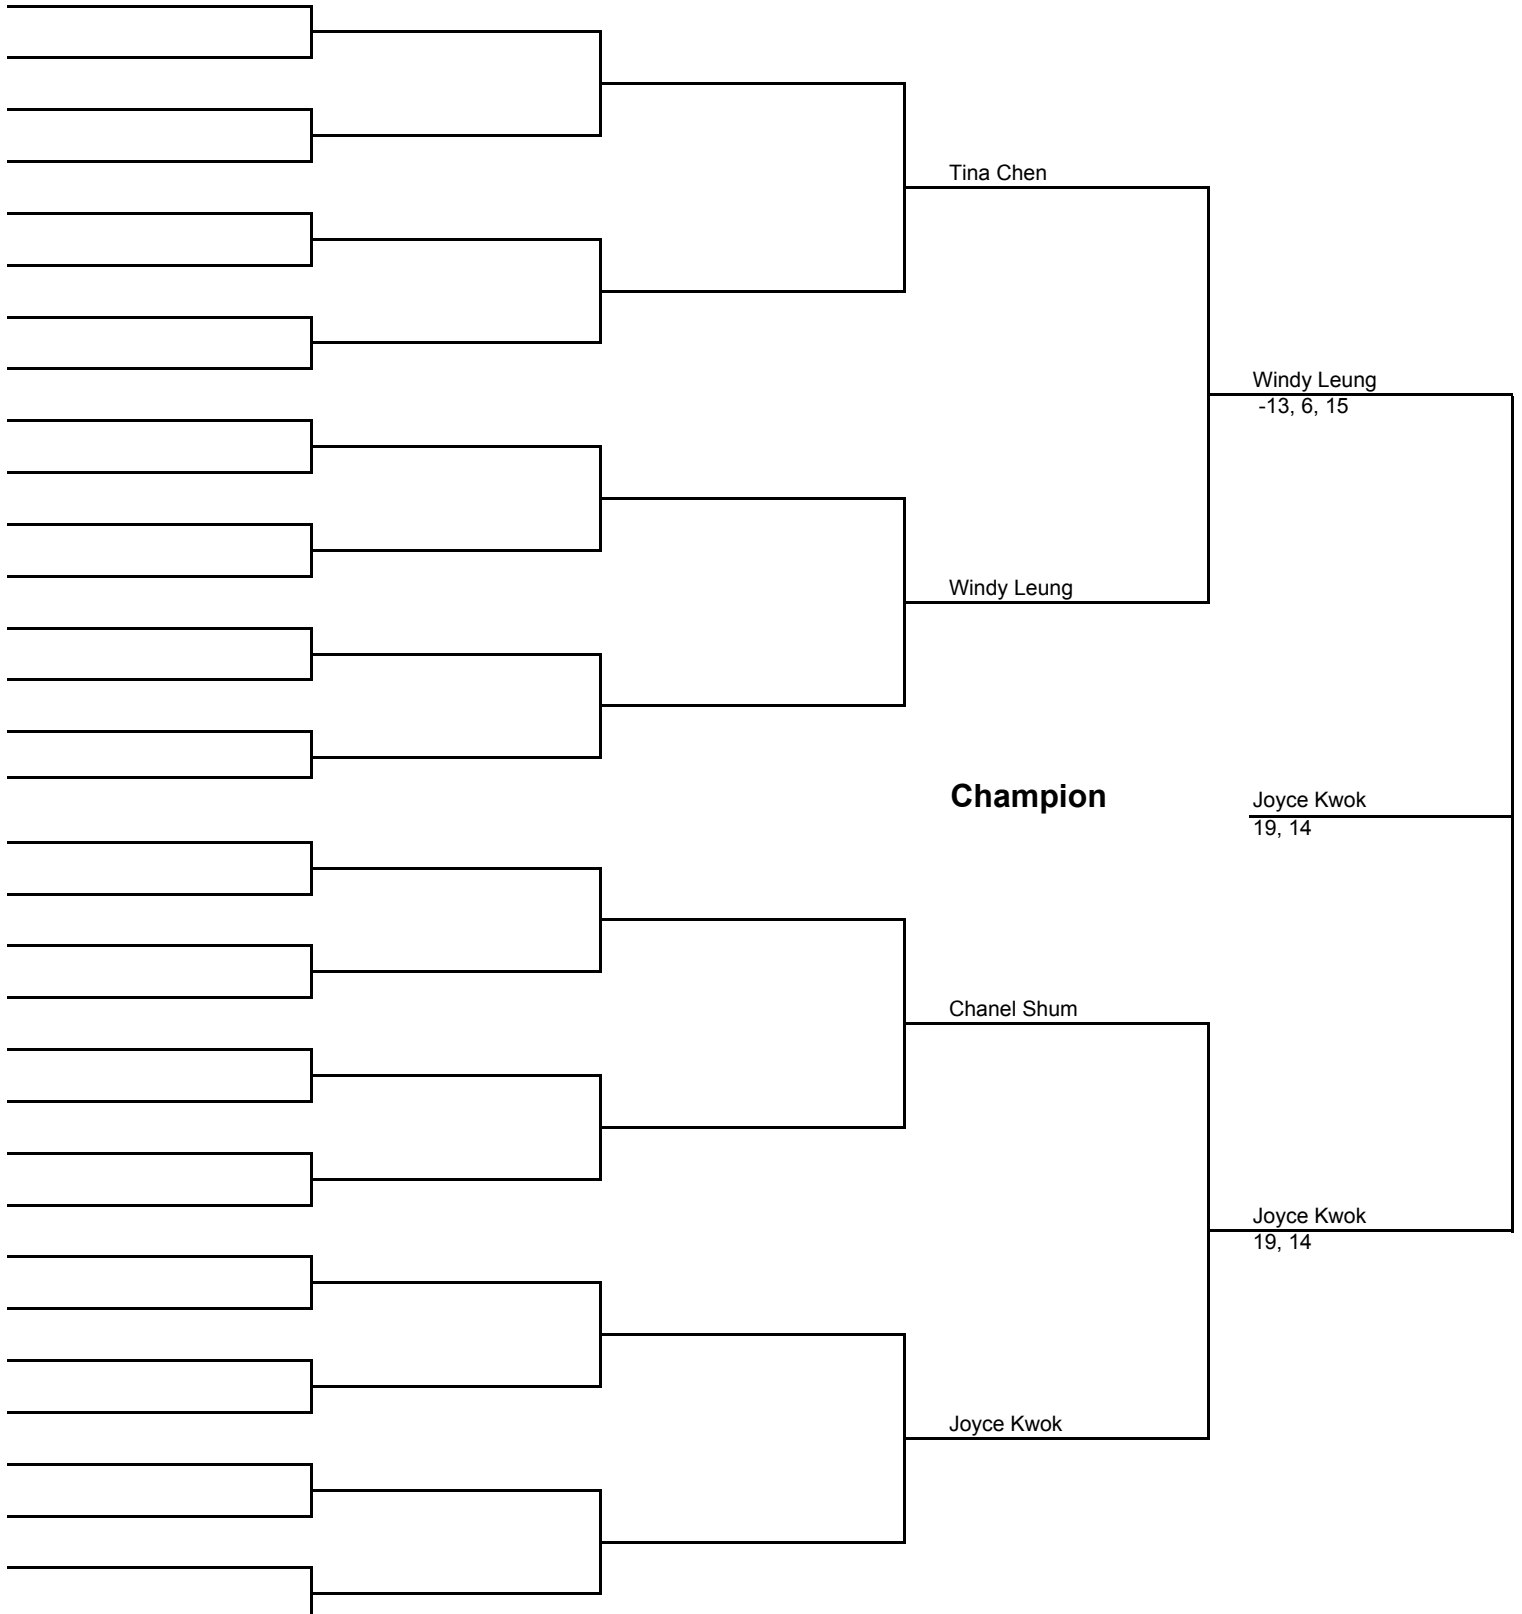 Tina Chen
Windy Leung
-13, 6, 15
Windy Leung
Champion
Joyce Kwok
19, 14
Chanel Shum
Joyce Kwok
19, 14
Joyce Kwok